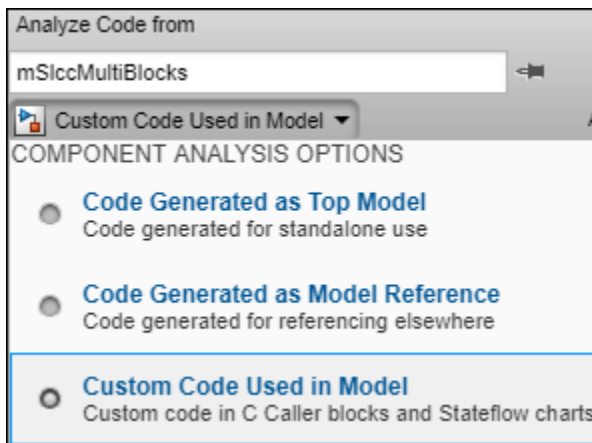 Analyze Code from
mSlccMultiBlocks
Custom Code Used in Model
COMPONENT ANALYSIS OPTIONS
Code Generated as Top Model
Code generated for standalone use
Code Generated as Model Reference
Code generated for referencing elsewhere
Custom Code Used in Model
Custom code in C Caller blocks and Stateflow charts